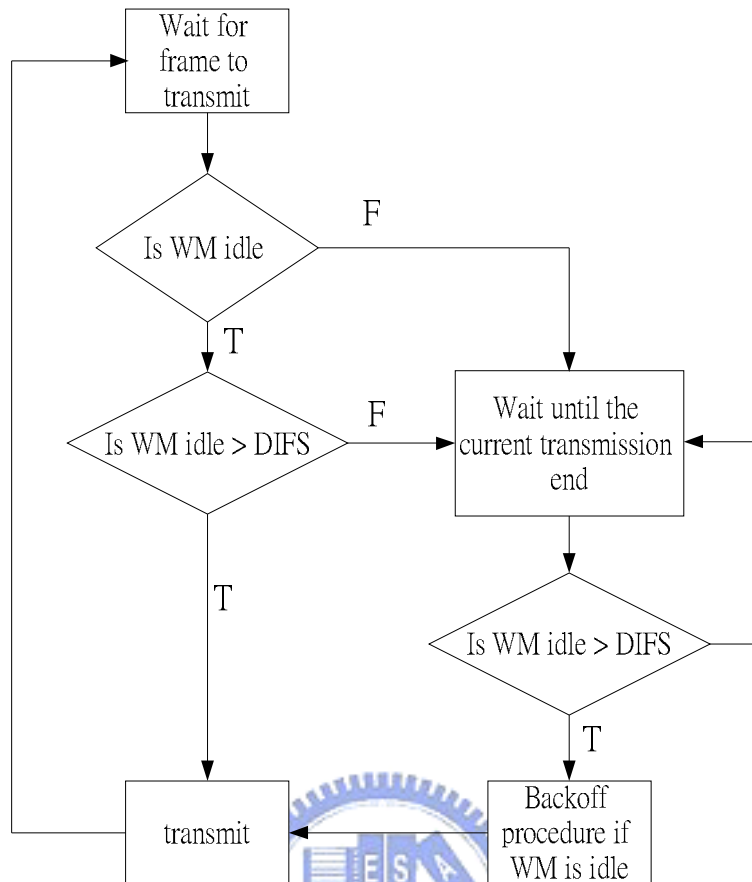 Wait for
frame to
transmit
Is WM idle
F
T
Is WM idle > DIFS
F
Wait until the
current transmission
end
T
Is WM idle > DIFS
T
transmit
Backoff
procedure if
WM is idle
E S A